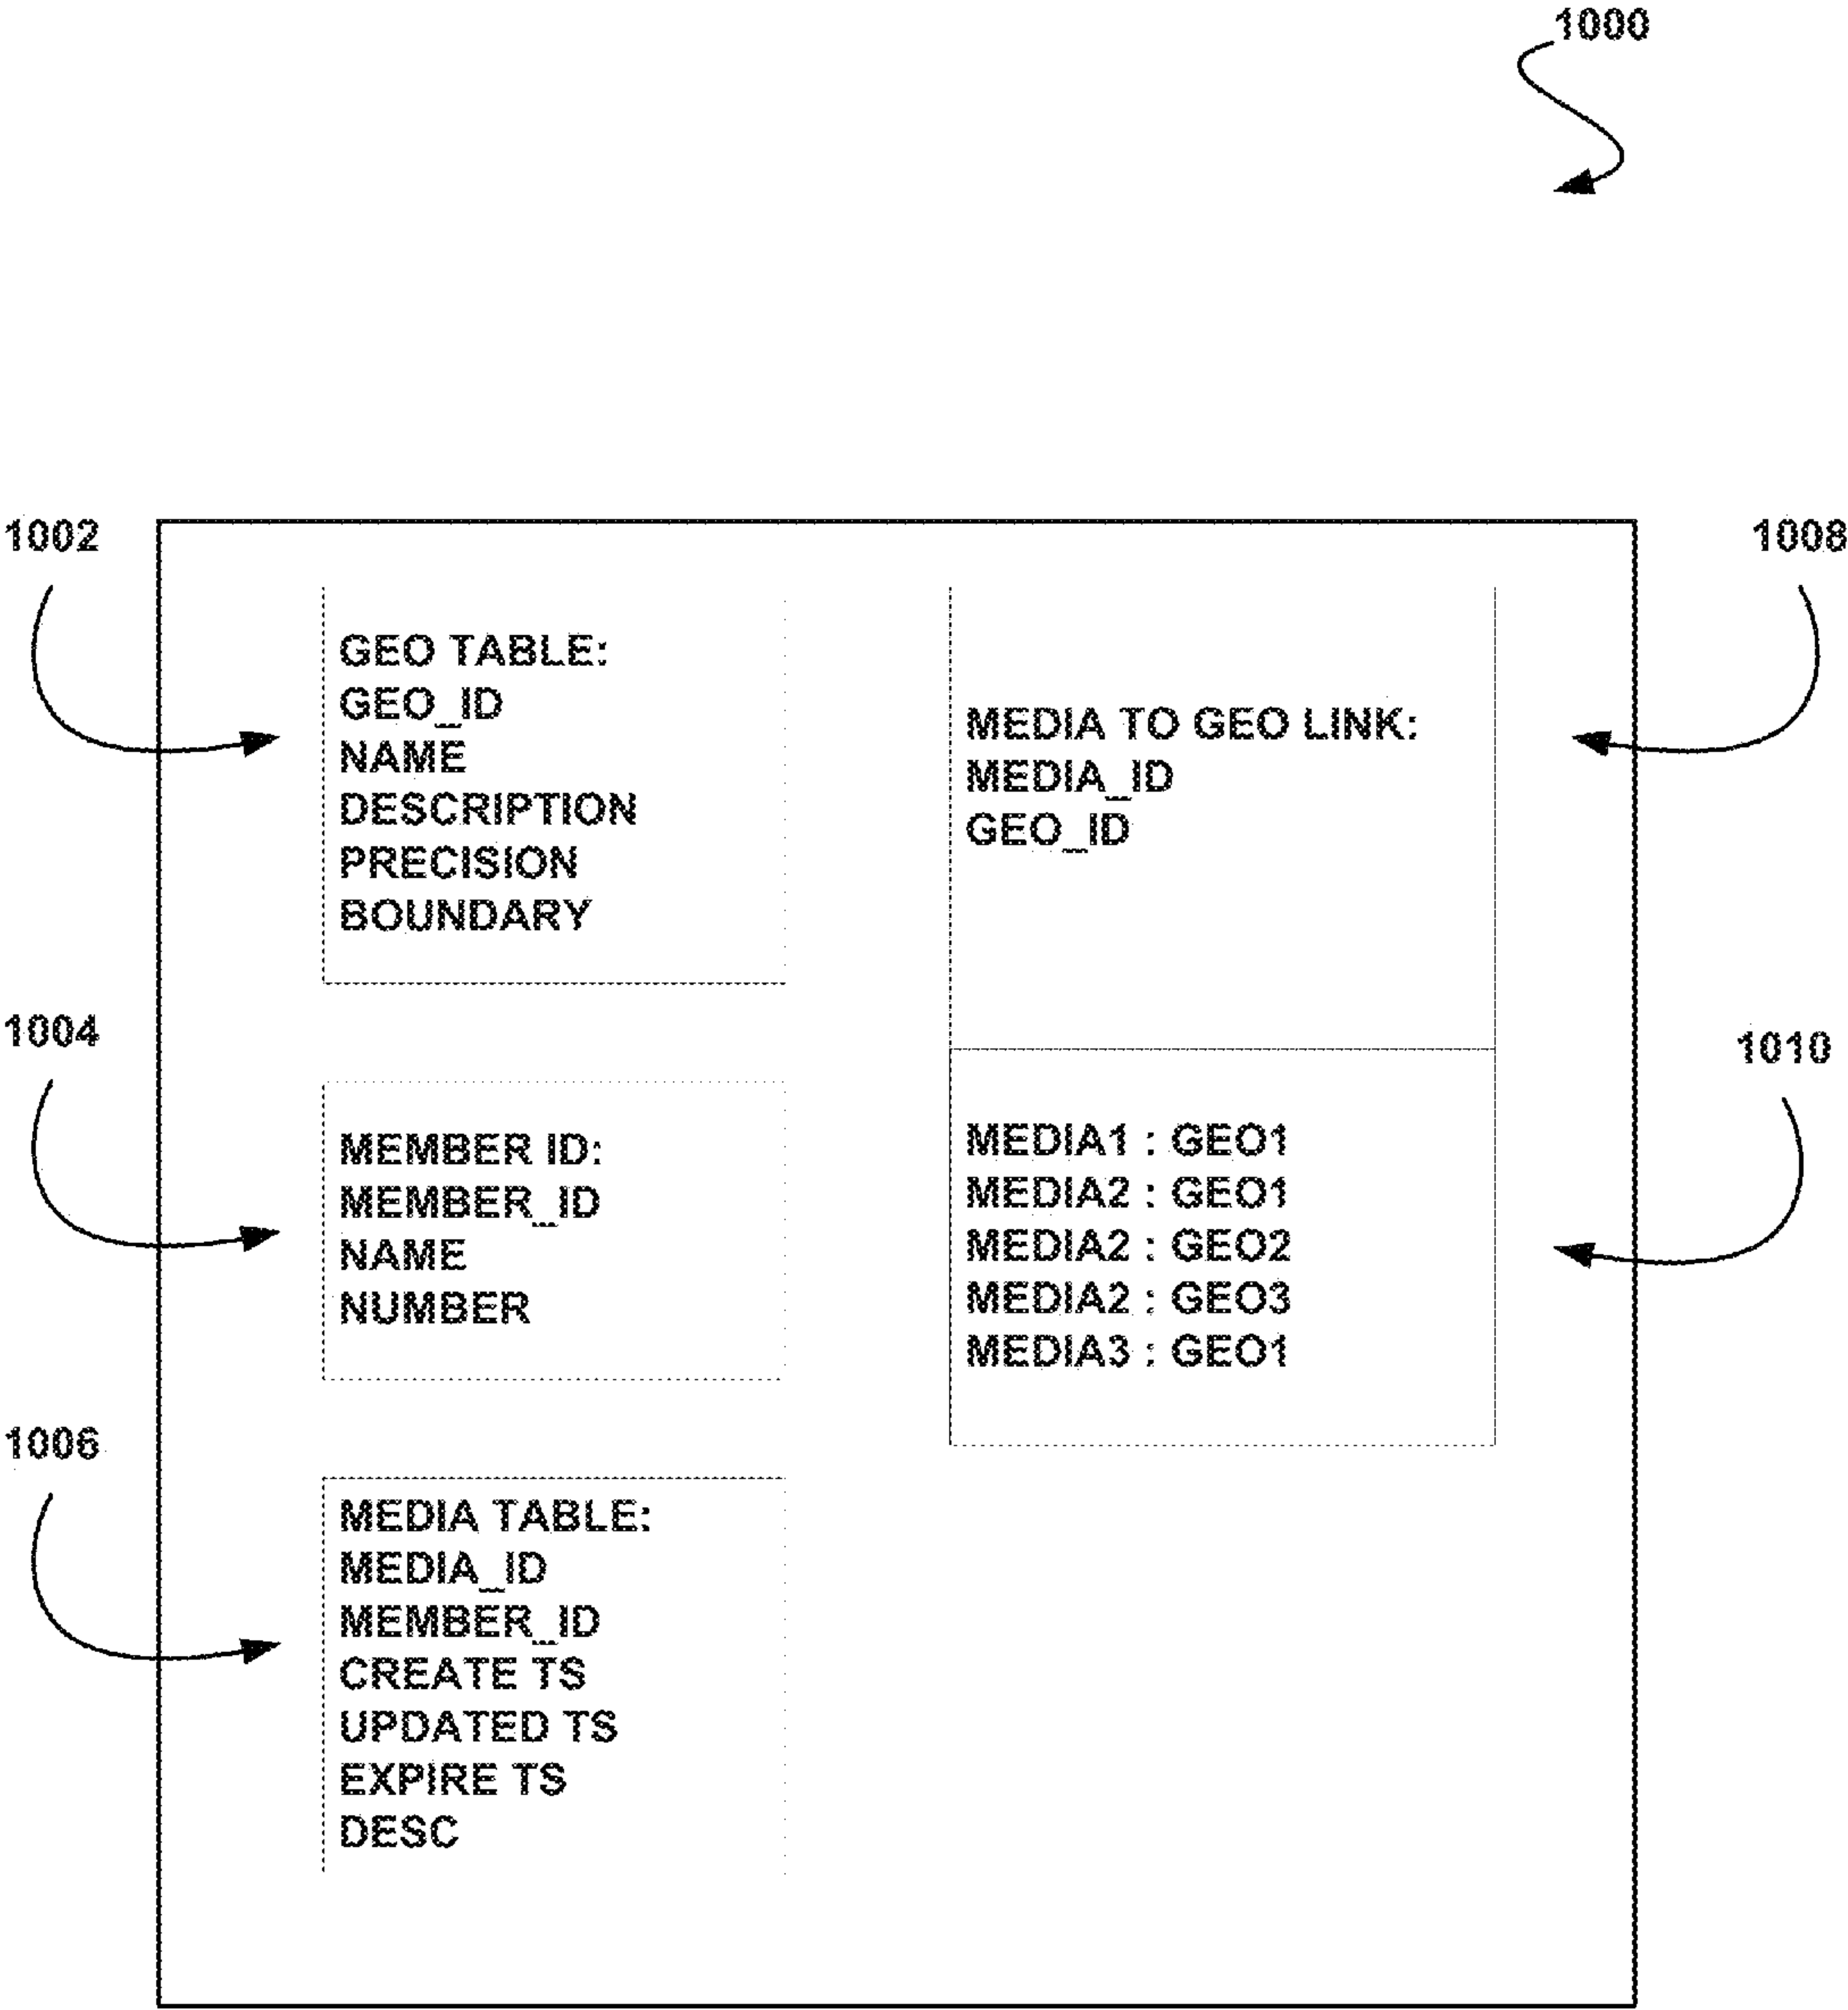 1000
1002
GEO TABLE:
GEO_ID
NAME
DESCRIPTION
PRECISION
BOUNDARY
1004
MEMBER ID:
MEMBER_ID
NAME
NUMBER
1006
MEDIA TABLE:
MEDIA_ID
MEMBER_ID
CREATE TS
UPDATED TS
EXPIRE TS
DESC
1008
MEDIA TO GEO LINK:
MEDIA_ID
GEO_ID
1010
MEDIA1 : GEO1
MEDIA2 : GEO1
MEDIA2 : GEO2
MEDIA2 : GEO3
MEDIA3 : GEO1